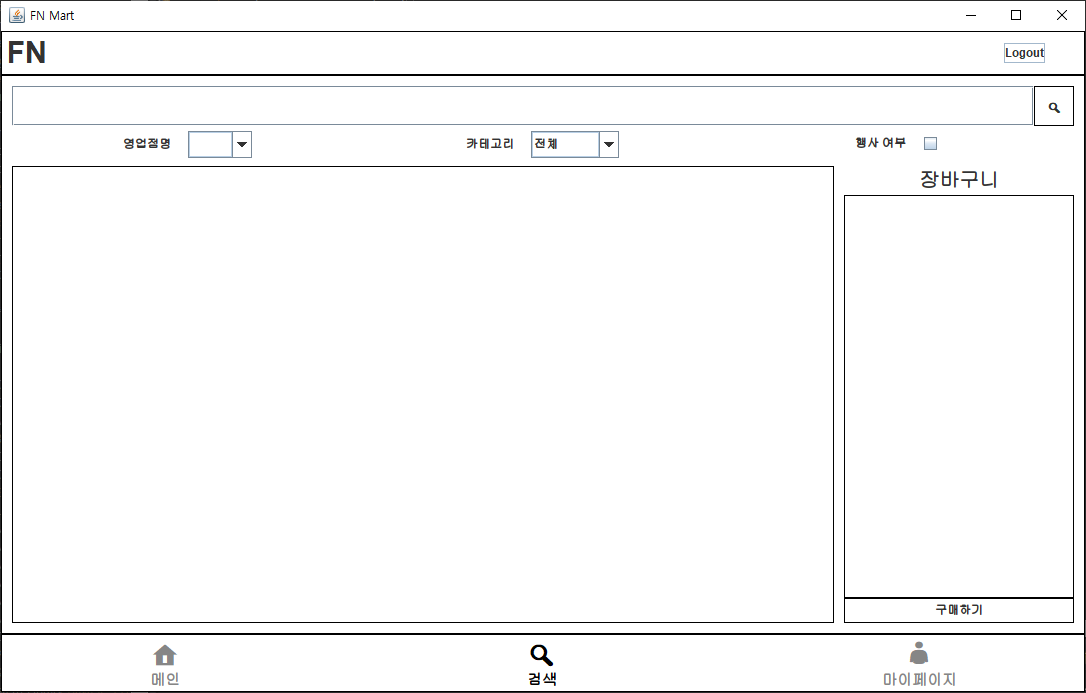 FN Mart
FN
Logout
영업점명
카테고리 전체
행사 여부
장바구니
구매하기
메인
검색
마이페이지